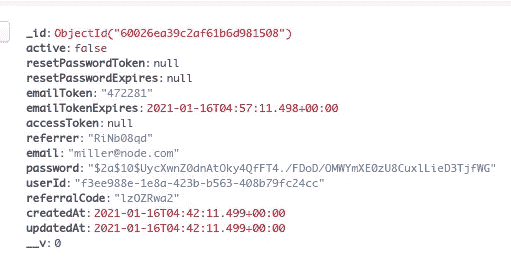 _id: ObjectId("60026ea39c2af61b6d981508")
active: false
resetPasswordToken: null
resetPasswordExpires: null
emailToken: "472281"
emailTokenExpires: 2021-01-16T04:57:11.498+00:00
accessToken: null
referrer: "RiNb08qd"
email: "miller@node.com"
password: "$2a$10$UycXwnZ0dnAtOky4QfFT4./FDoD/OMWYmXE0zU8CuxlLieD3TjfWG"
userId: "f3ee988e-1e8a-423b-b563-408b79fc24cc"
referralCode: "lzOZRwa2"
createdAt: 2021-01-16T04:42:11.499+00:00
updatedAt: 2021-01-16T04:42:11.499+00:00
__v: 0